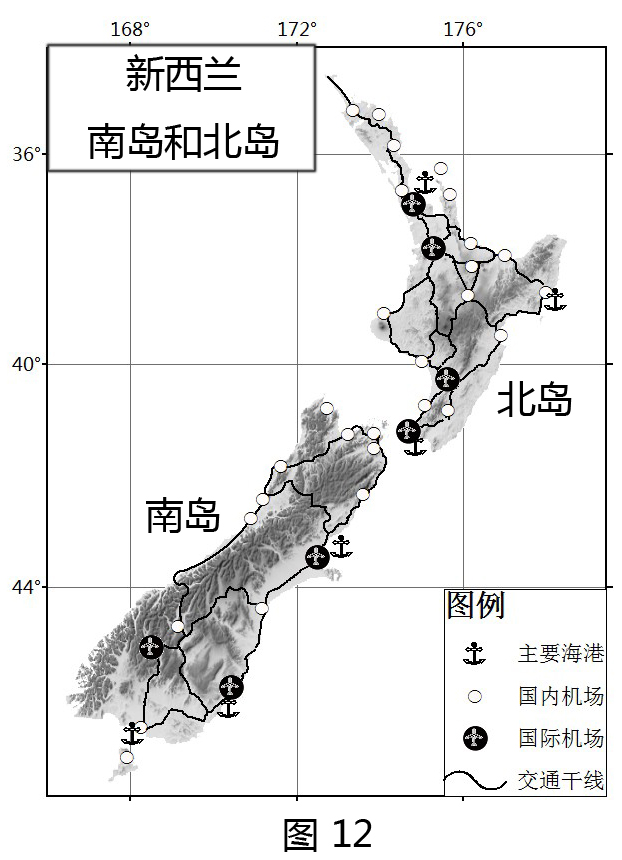 168° 172° 176°
新西兰
南岛和北岛
36°
40°
北岛
南岛
44°
图例
主要海港
国内机场
国际机场
交通干线
图 12